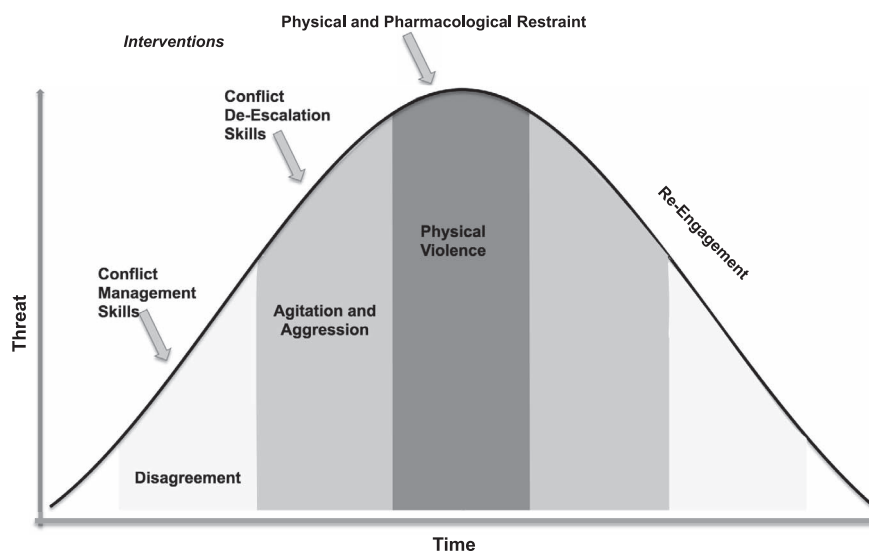 Physical and Pharmacological Restraint
Interventions
Conflict
De-Escalation
Skills
Re-Engagement
Physical
Violence
Conflict
Management
Skills
Agitation and
Aggression
Threat
Disagreement
Time